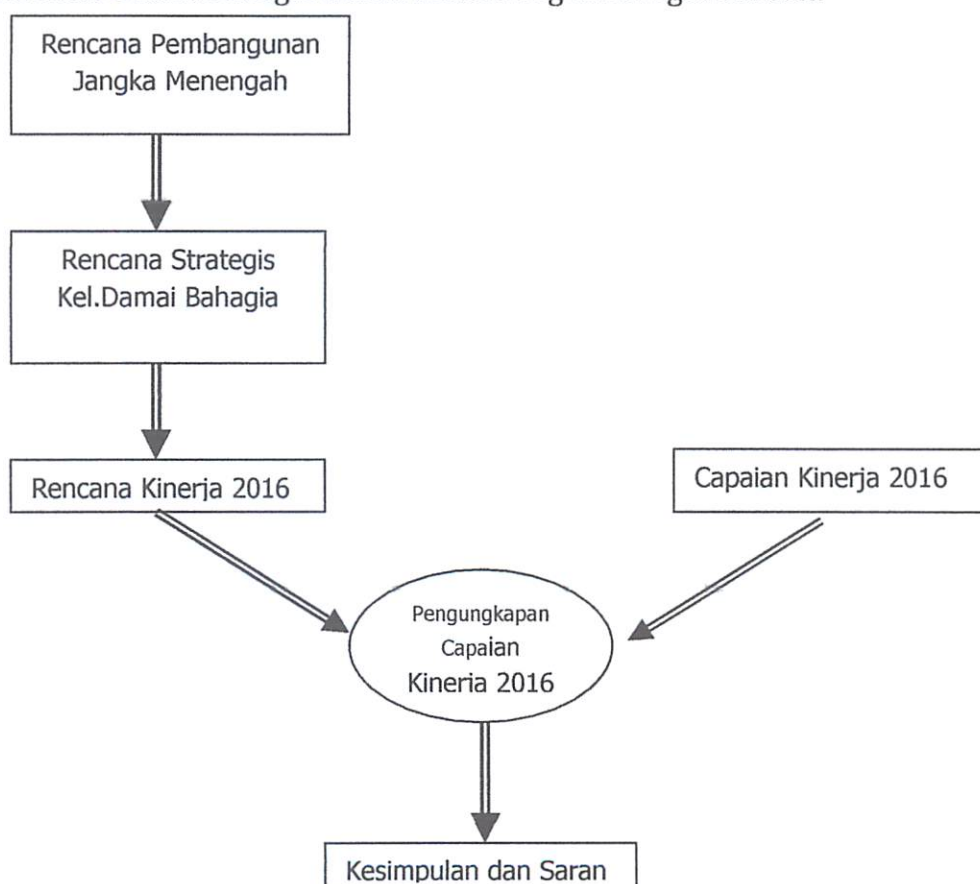 Rencana Pembangunan
Jangka Menengah
Rencana Strategis
Kel.Damai Bahagia
Rencana Kinerja 2016
Capaian Kinerja 2016
Pengungkapan
Capaian
Kineria 2016
Kesimpulan dan Saran